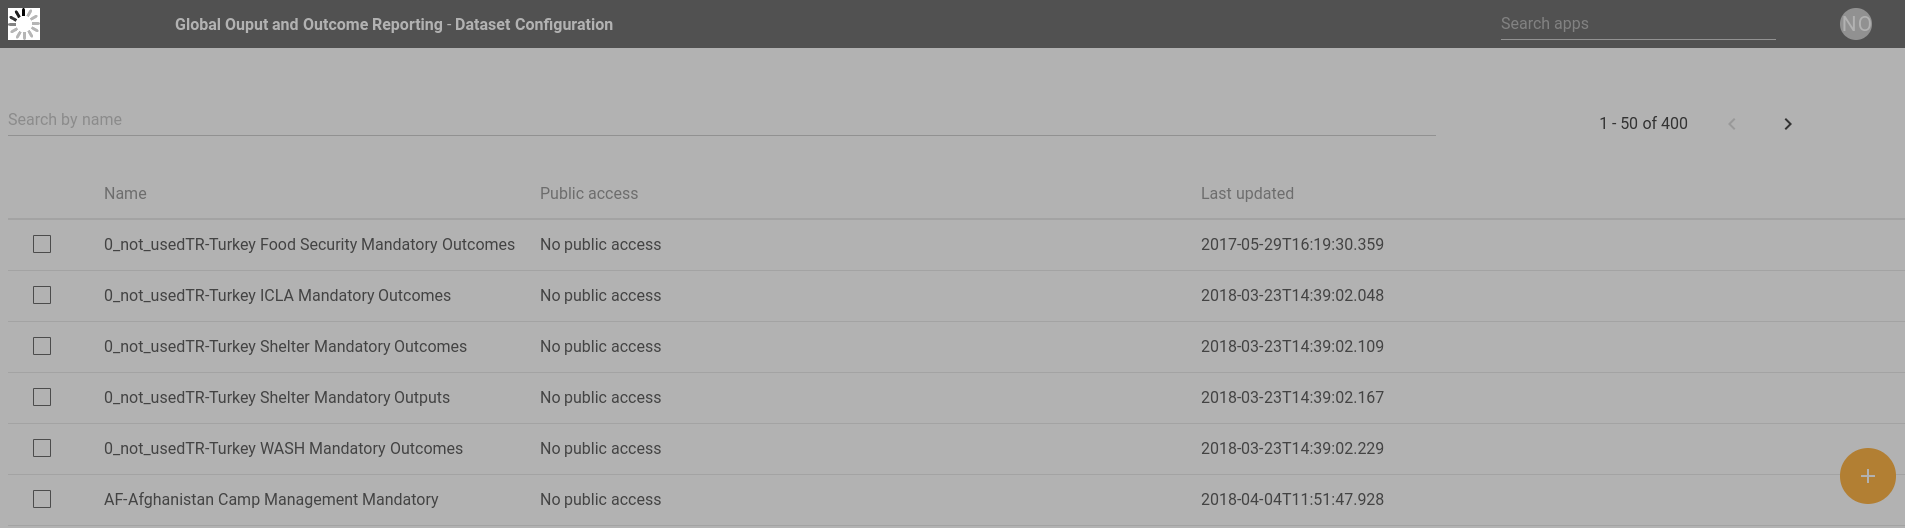 Global Ouput and Outcome Reporting - Dataset Configuration
Search apps
NO
Search by name
1 - 50 of 400
Name Public access Last updated
0_not_usedTR-Turkey Food Security Mandatory Outcomes No public access 2017-05-29T16:19:30.359
0_not_usedTR-Turkey ICLA Mandatory Outcomes No public access 2018-03-23T14:39:02.048
0_not_usedTR-Turkey Shelter Mandatory Outcomes No public access 2018-03-23T14:39:02.109
0_not_usedTR-Turkey Shelter Mandatory Outputs No public access 2018-03-23T14:39:02.167
0_not_usedTR-Turkey WASH Mandatory Outcomes No public access 2018-03-23T14:39:02.229
AF-Afghanistan Camp Management Mandatory No public access 2018-04-04T11:51:47.928